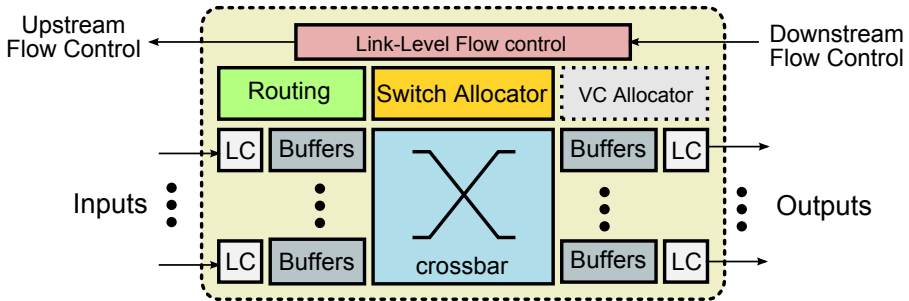 Upstream
Flow Control
Link-Level Flow control
Downstream
Flow Control
Routing
Switch Allocator
VC Allocator
LC
Buffers
Buffers
LC
Inputs
Outputs
LC
Buffers
crossbar
Buffers
LC